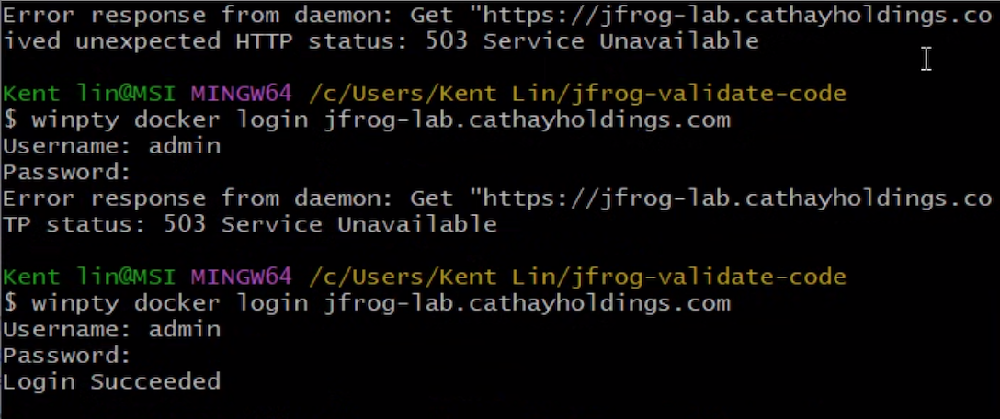 Error response from daemon: Get "https://jfrog-lab.cathayholdings.co
ived unexpected HTTP status: 503 Service Unavailable
Kent lin@MSI MINGW64 /c/Users/Kent Lin/jfrog-validate-code
$ winpty docker login jfrog-lab.cathayholdings.com
Username: admin
Password:
Error response from daemon: Get "https://jfrog-lab.cathayholdings.co
TP status: 503 Service Unavailable
Kent lin@MSI MINGW64 /c/Users/Kent Lin/jfrog-validate-code
$ winpty docker login jfrog-lab.cathayholdings.com
Username: admin
Password:
Login Succeeded